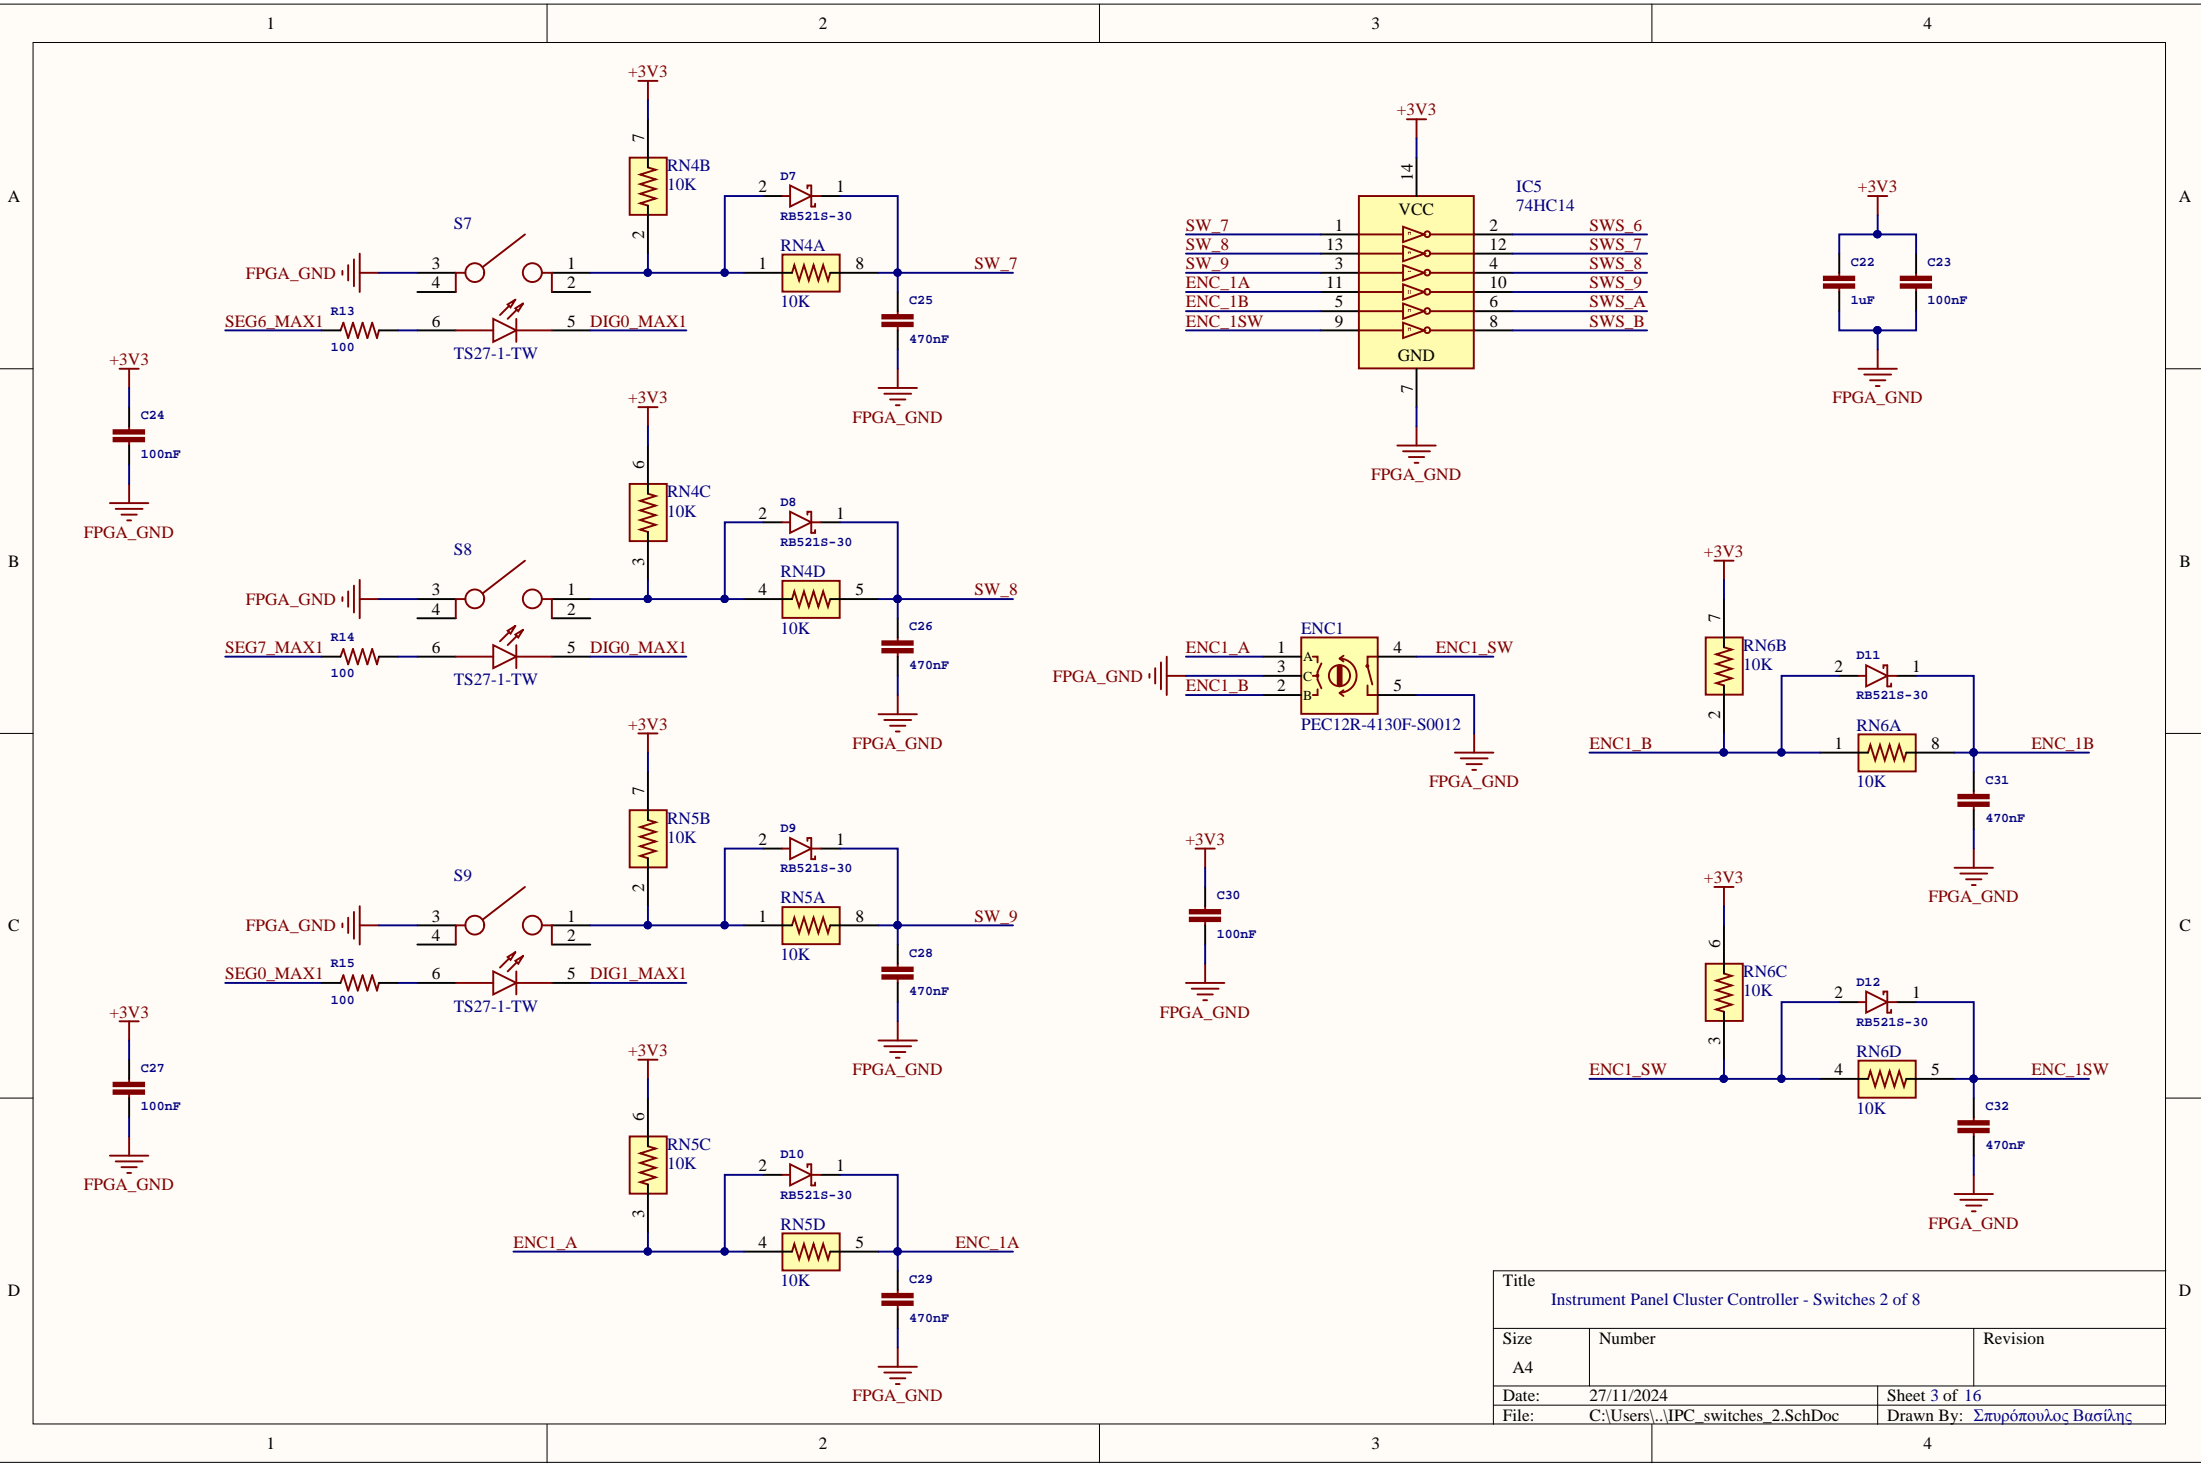 1 2 3 4
A
B
C
D
A
B
C
D
+3V3
7
RN4B
10K
2
D7
2 1
RB521S-30
S7
FPGA_GND
3 1
4 2
RN4A
1 8
10K
SW_7
SEG6_MAX1
R13
100
6 5
DIG0_MAX1
TS27-1-TW
C25
470nF
FPGA_GND
+3V3
C24
100nF
FPGA_GND
+3V3
6
RN4C
10K
3
D8
2 1
RB521S-30
S8
FPGA_GND
3 1
4 2
RN4D
4 5
10K
SW_8
SEG7_MAX1
R14
100
6 5
DIG0_MAX1
TS27-1-TW
C26
470nF
FPGA_GND
+3V3
7
RN5B
10K
2
D9
2 1
RB521S-30
S9
FPGA_GND
3 1
4 2
RN5A
1 8
10K
SW_9
SEG0_MAX1
R15
100
6 5
DIG1_MAX1
TS27-1-TW
C28
470nF
FPGA_GND
+3V3
C27
100nF
FPGA_GND
+3V3
6
RN5C
10K
3
D10
2 1
RB521S-30
ENC1_A
RN5D
4 5
10K
ENC_1A
C29
470nF
FPGA_GND
+3V3
14
IC5
74HC14
VCC
SW_7 1 2 SWS_6
SW_8 13 12 SWS_7
SW_9 3 4 SWS_8
ENC_1A 11 10 SWS_9
ENC_1B 5 6 SWS_A
ENC_1SW 9 8 SWS_B
GND
7
FPGA_GND
+3V3
C22
1uF
C23
100nF
FPGA_GND
ENC1
ENC1_A 1 A 4 ENC1_SW
FPGA_GND 3 C
ENC1_B 2 B 5
PEC12R-4130F-S0012
FPGA_GND
+3V3
C30
100nF
FPGA_GND
+3V3
7
RN6B
10K
2
D11
2 1
RB521S-30
ENC1_B
RN6A
1 8
10K
ENC_1B
C31
470nF
FPGA_GND
+3V3
6
RN6C
10K
3
D12
2 1
RB521S-30
ENC1_SW
RN6D
4 5
10K
ENC_1SW
C32
470nF
FPGA_GND
Title
Instrument Panel Cluster Controller - Switches 2 of 8
Size Number Revision
A4
Date: 27/11/2024 Sheet 3 of 16
File: C:\Users\..\IPC_switches_2.SchDoc Drawn By: Σπυρόπουλος Βασίλης
1 2 3 4